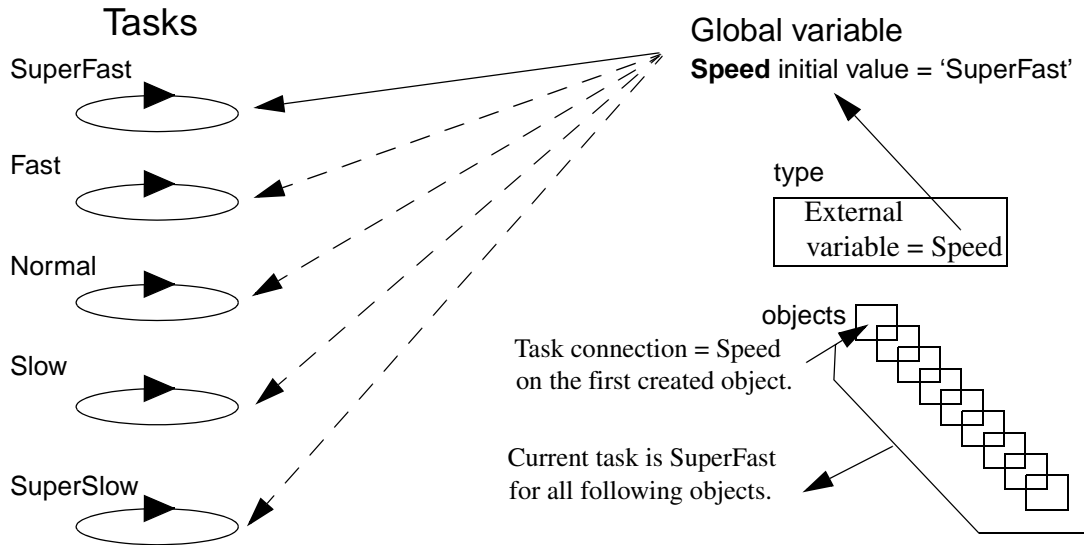 Tasks
SuperFast
Fast
Normal
Slow
SuperSlow
Global variable
Speed initial value = ‘SuperFast’
type
External
variable = Speed
objects
Task connection = Speed
on the first created object.
Current task is SuperFast
for all following objects.